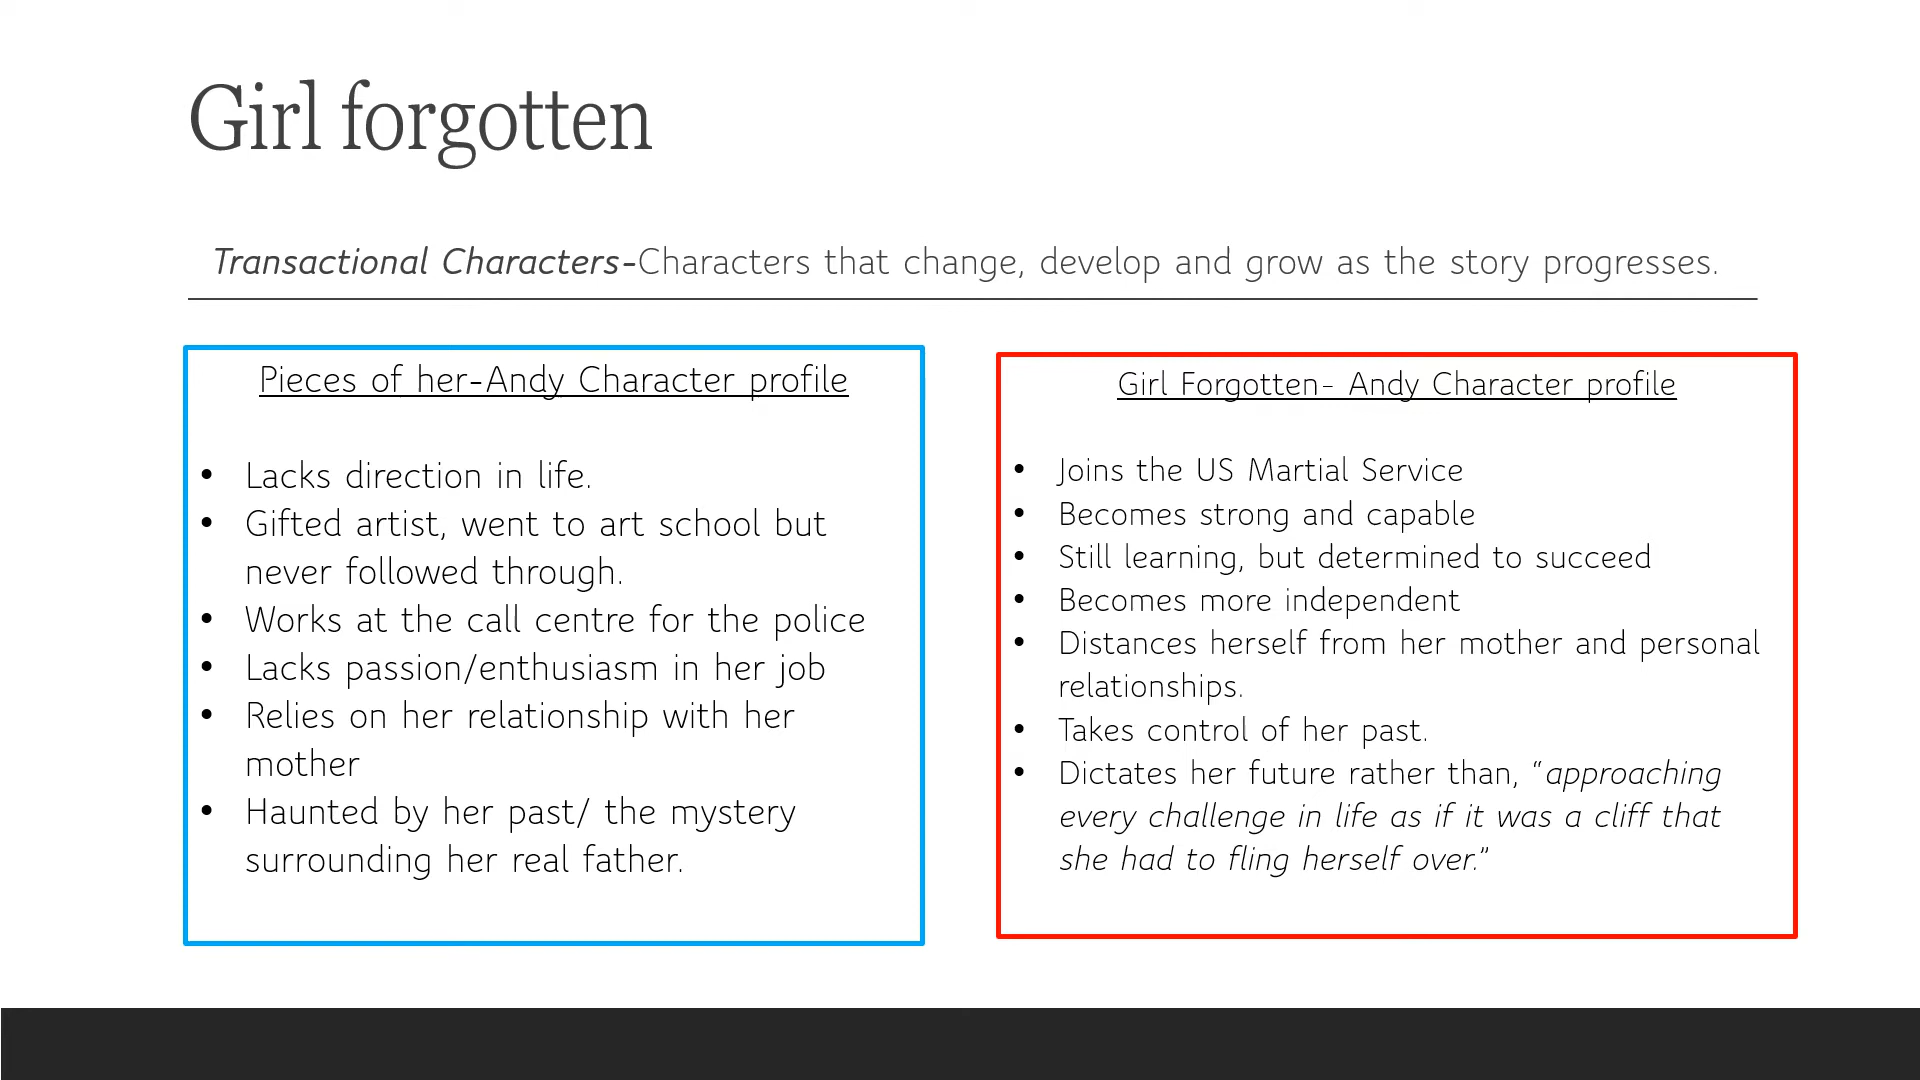 Girl forgotten
Transactional Characters-Characters that change, develop and grow as the story progresses.
Pieces of her-Andy Character profile
• Lacks direction in life.
• Gifted artist, went to art school but
never followed through.
• Works at the call centre for the police
• Lacks passion/enthusiasm in her job
• Relies on her relationship with her
mother
• Haunted by her past/ the mystery
surrounding her real father.
Girl Forgotten- Andy Character profile
• Joins the US Martial Service
• Becomes strong and capable
• Still learning, but determined to succeed
• Becomes more independent
• Distances herself from her mother and personal
relationships.
• Takes control of her past.
• Dictates her future rather than, “approaching
every challenge in life as if it was a cliff that
she had to fling herself over.”